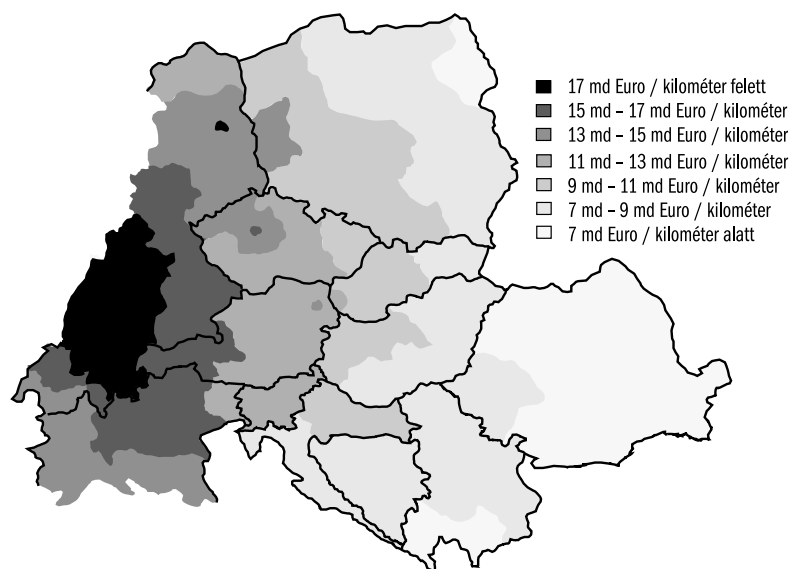 17 md Euro / kilométer felett
15 md – 17 md Euro / kilométer
13 md – 15 md Euro / kilométer
11 md – 13 md Euro / kilométer
9 md – 11 md Euro / kilométer
7 md – 9 md Euro / kilométer
7 md Euro / kilométer alatt